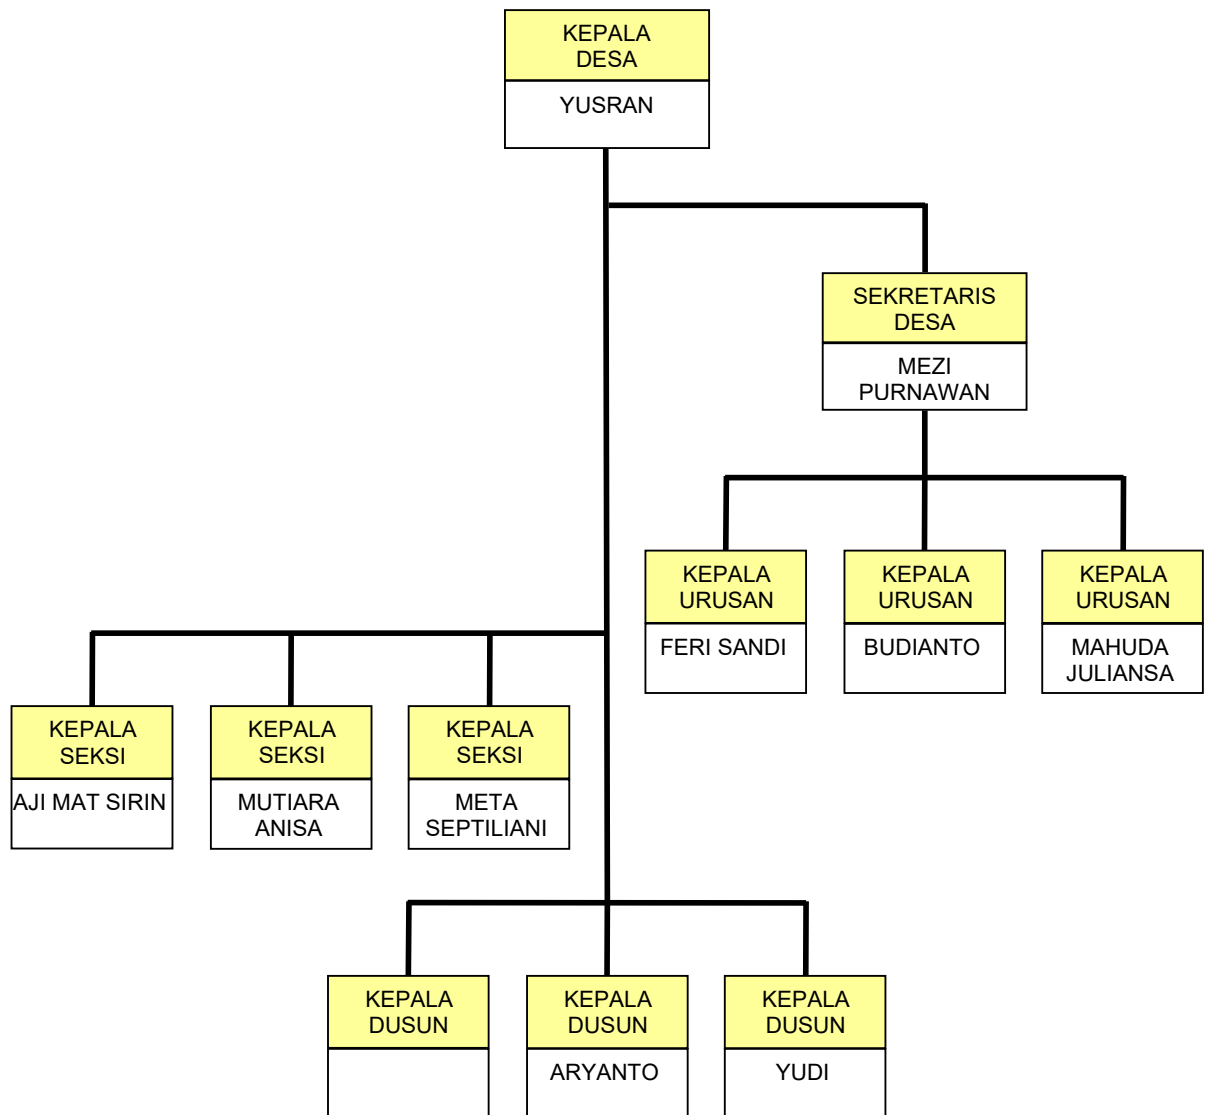 KEPALA
DESA
YUSRAN
SEKRETARIS
DESA
MEZI
PURNAWAN
KEPALA
URUSAN
FERI SANDI
KEPALA
URUSAN
BUDIANTO
KEPALA
URUSAN
MAHUDA
JULIANSA
KEPALA
SEKSI
AJI MAT SIRIN
KEPALA
SEKSI
MUTIARA
ANISA
KEPALA
SEKSI
META
SEPTILIANI
KEPALA
DUSUN
KEPALA
DUSUN
ARYANTO
KEPALA
DUSUN
YUDI